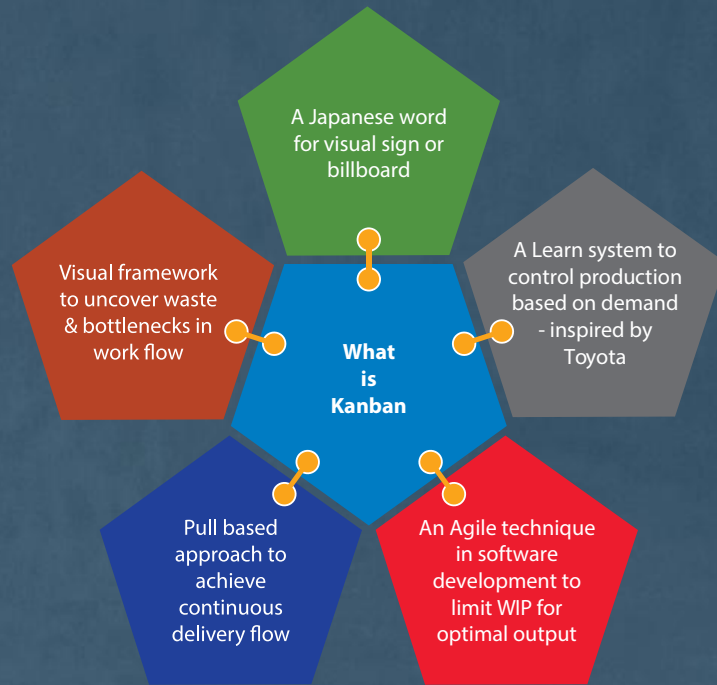 A Japanese word
for visual sign or
billboard
Visual framework
to uncover waste
& bottlenecks in
work flow
A Learn system to
control production
based on demand
- inspired by
Toyota
What
is
Kanban
Pull based
approach to
achieve
continuous
delivery flow
An Agile technique
in software
development to
limit WIP for
optimal output